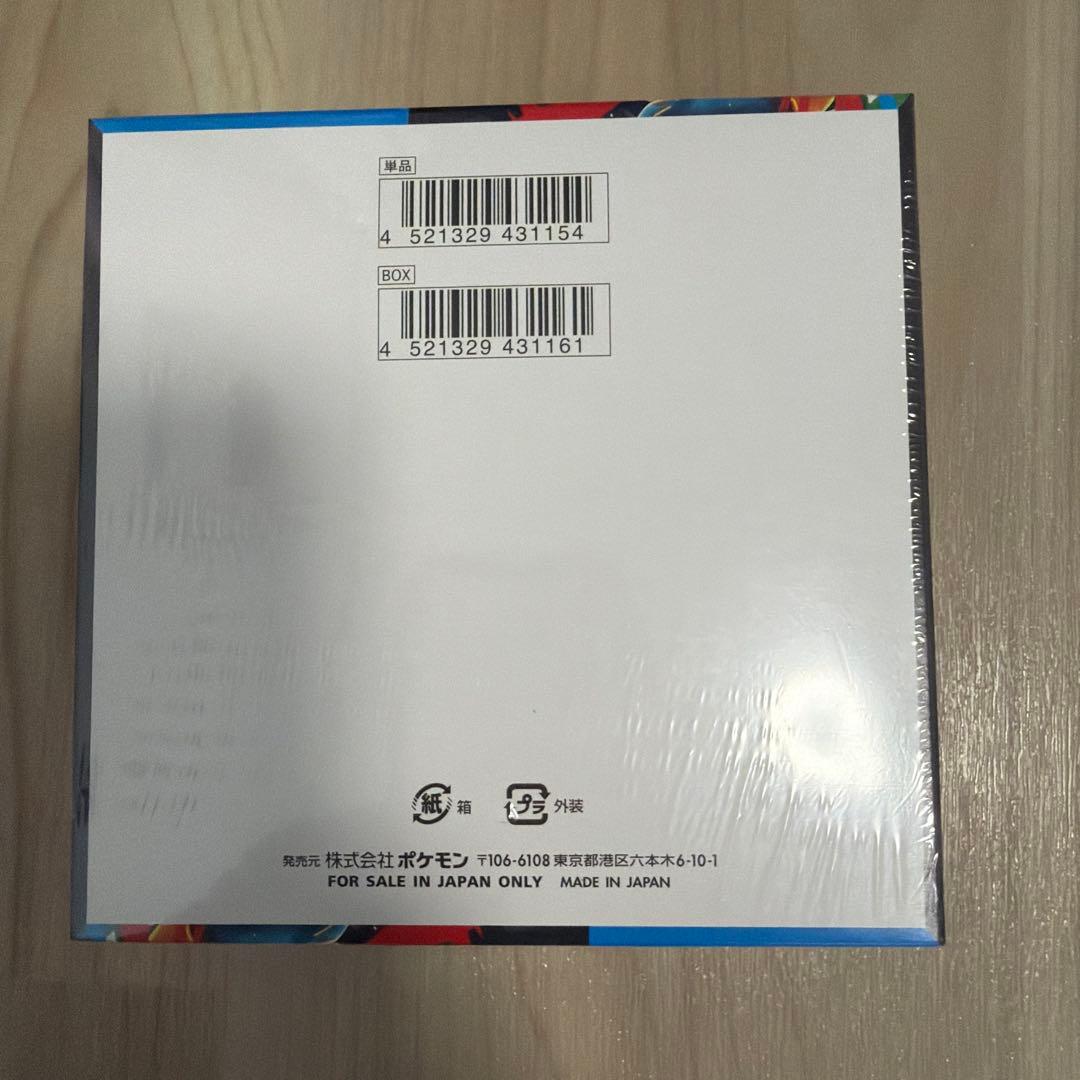 単品
4 521329 431154
BOX
4 521329 431161
紙 箱 プラ 外装
発売元 株式会社 ポケモン 〒106-6108 東京都港区六本木6-10-1
FOR SALE IN JAPAN ONLY MADE IN JAPAN